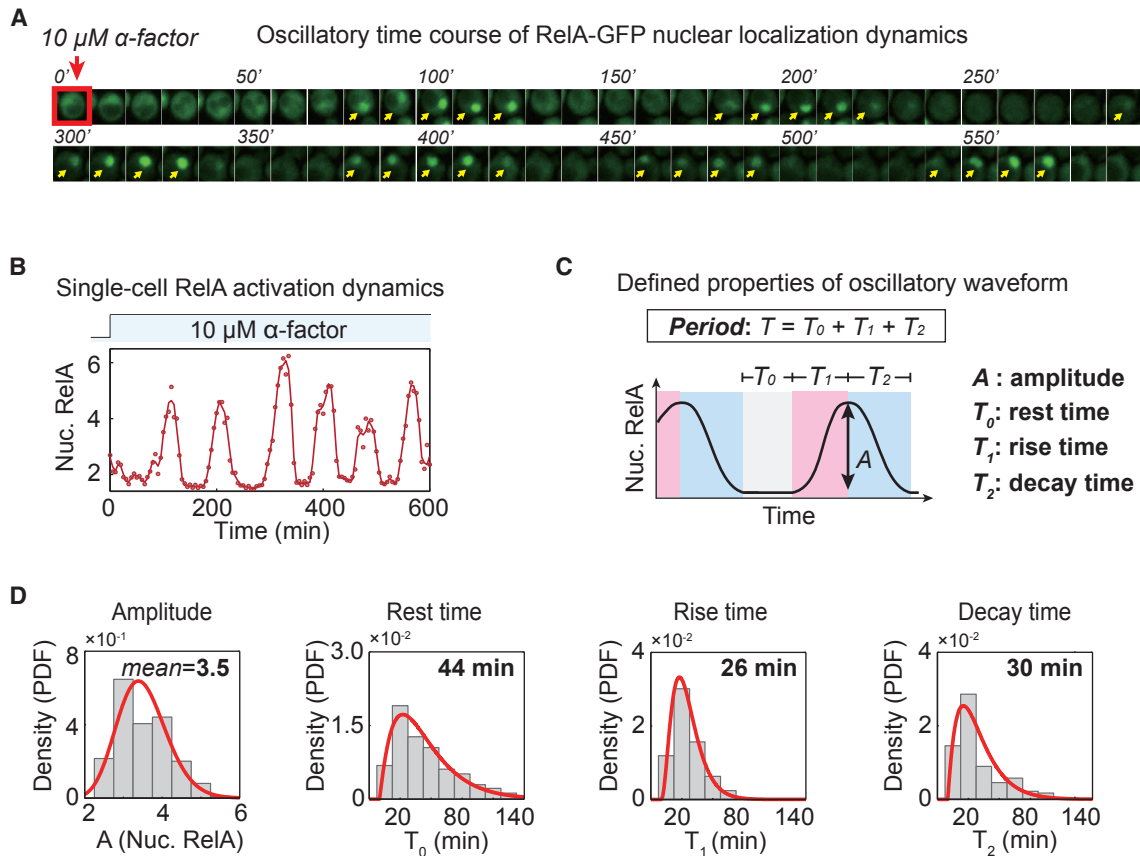 A
10 µM α-factor
Oscillatory time course of RelA-GFP nuclear localization dynamics
0’ 50’ 100’ 150’ 200’ 250’
300’ 350’ 400’ 450’ 500’ 550’
B
Single-cell RelA activation dynamics
10 µM α-factor
Nuc. RelA
6
4
2
0 200 400 600
Time (min)
C
Defined properties of oscillatory waveform
Period: T = T0 + T1 + T2
T0 T1 T2
Nuc. RelA
A
Time
A : amplitude
T0: rest time
T1: rise time
T2: decay time
D
Amplitude
×10-1
mean=3.5
Density (PDF)
8
4
0
2 4 6
A (Nuc. RelA)
Rest time
×10-2
44 min
Density (PDF)
3.0
1.5
0
20 80 140
T0 (min)
Rise time
×10-2
26 min
Density (PDF)
4
2
0
20 80 140
T1 (min)
Decay time
×10-2
30 min
Density (PDF)
4
2
0
20 80 140
T2 (min)